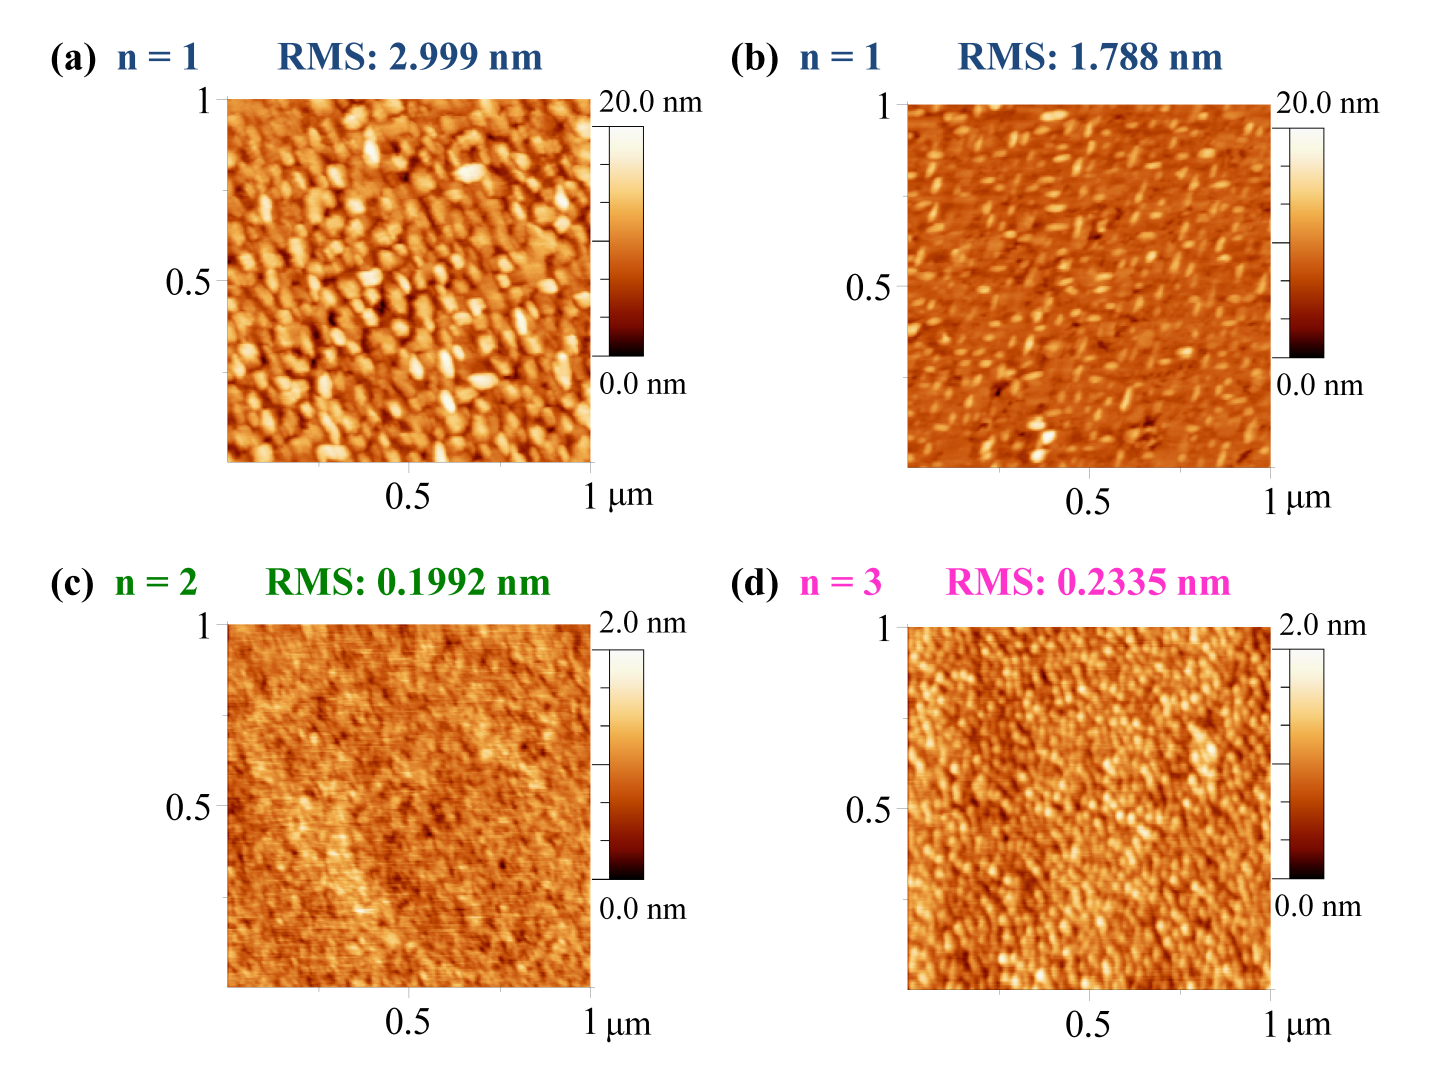 (a) n = 1 RMS: 2.999 nm
1
20.0 nm
0.5
0.0 nm
0.5
1 μm
(b) n = 1 RMS: 1.788 nm
1
20.0 nm
0.5
0.0 nm
0.5
1 μm
(c) n = 2 RMS: 0.1992 nm
1
2.0 nm
0.5
0.0 nm
0.5
1 μm
(d) n = 3 RMS: 0.2335 nm
1
2.0 nm
0.5
0.0 nm
0.5
1 μm